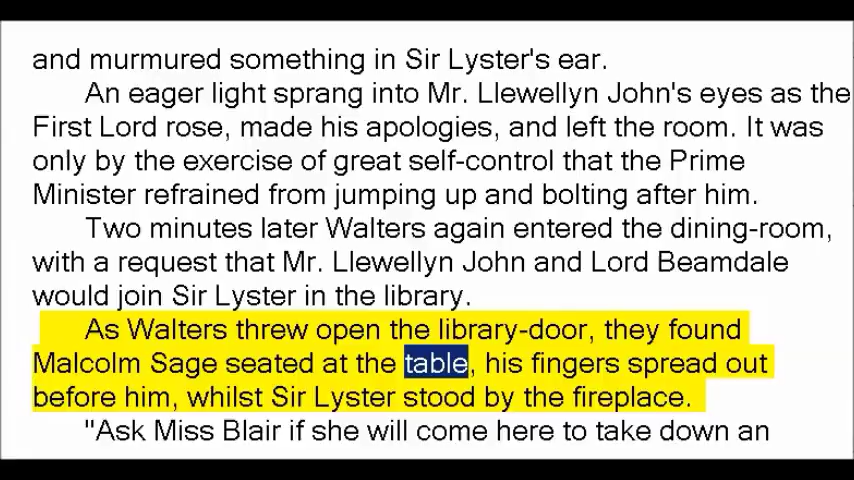 and murmured something in Sir Lyster's ear.
An eager light sprang into Mr. Llewellyn John's eyes as the
First Lord rose, made his apologies, and left the room. It was
only by the exercise of great self-control that the Prime
Minister refrained from jumping up and bolting after him.
Two minutes later Walters again entered the dining-room,
with a request that Mr. Llewellyn John and Lord Beamdale
would join Sir Lyster in the library.
As Walters threw open the library-door, they found
Malcolm Sage seated at the table, his fingers spread out
before him, whilst Sir Lyster stood by the fireplace.
"Ask Miss Blair if she will come here to take down an